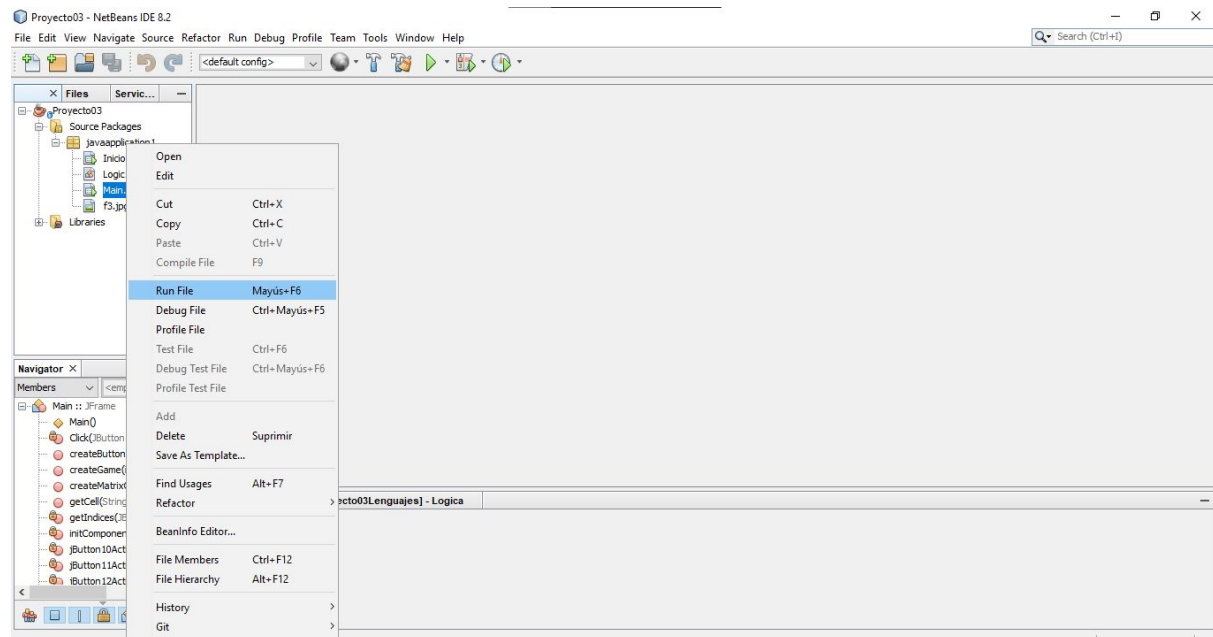 Proyecto03 - NetBeans IDE 8.2
File Edit View Navigate Source Refactor Run Debug Profile Team Tools Window Help
Search (Ctrl+I)
<default config>
Files Servic...
Proyecto03
Source Packages
javaapplication1
Inicio
Logic
Main.
f3.jpg
Libraries
Open
Edit
Cut Ctrl+X
Copy Ctrl+C
Paste Ctrl+V
Compile File F9
Run File Mayús+F6
Debug File Ctrl+Mayús+F5
Profile File
Test File Ctrl+F6
Debug Test File Ctrl+Mayús+F6
Profile Test File
Add
Delete Suprimir
Save As Template...
Find Usages Alt+F7
Refactor
BeanInfo Editor...
File Members Ctrl+F12
File Hierarchy Alt+F12
History
Git
Navigator
Members <emp
Main :: JFrame
Main()
Click(JButton
createButton
createGame(
createMatrix
getCell(String
getIndices(JB
initComponen
jButton10Act
jButton11Act
jButton12Act
ecto03Lenguajes] - Logica